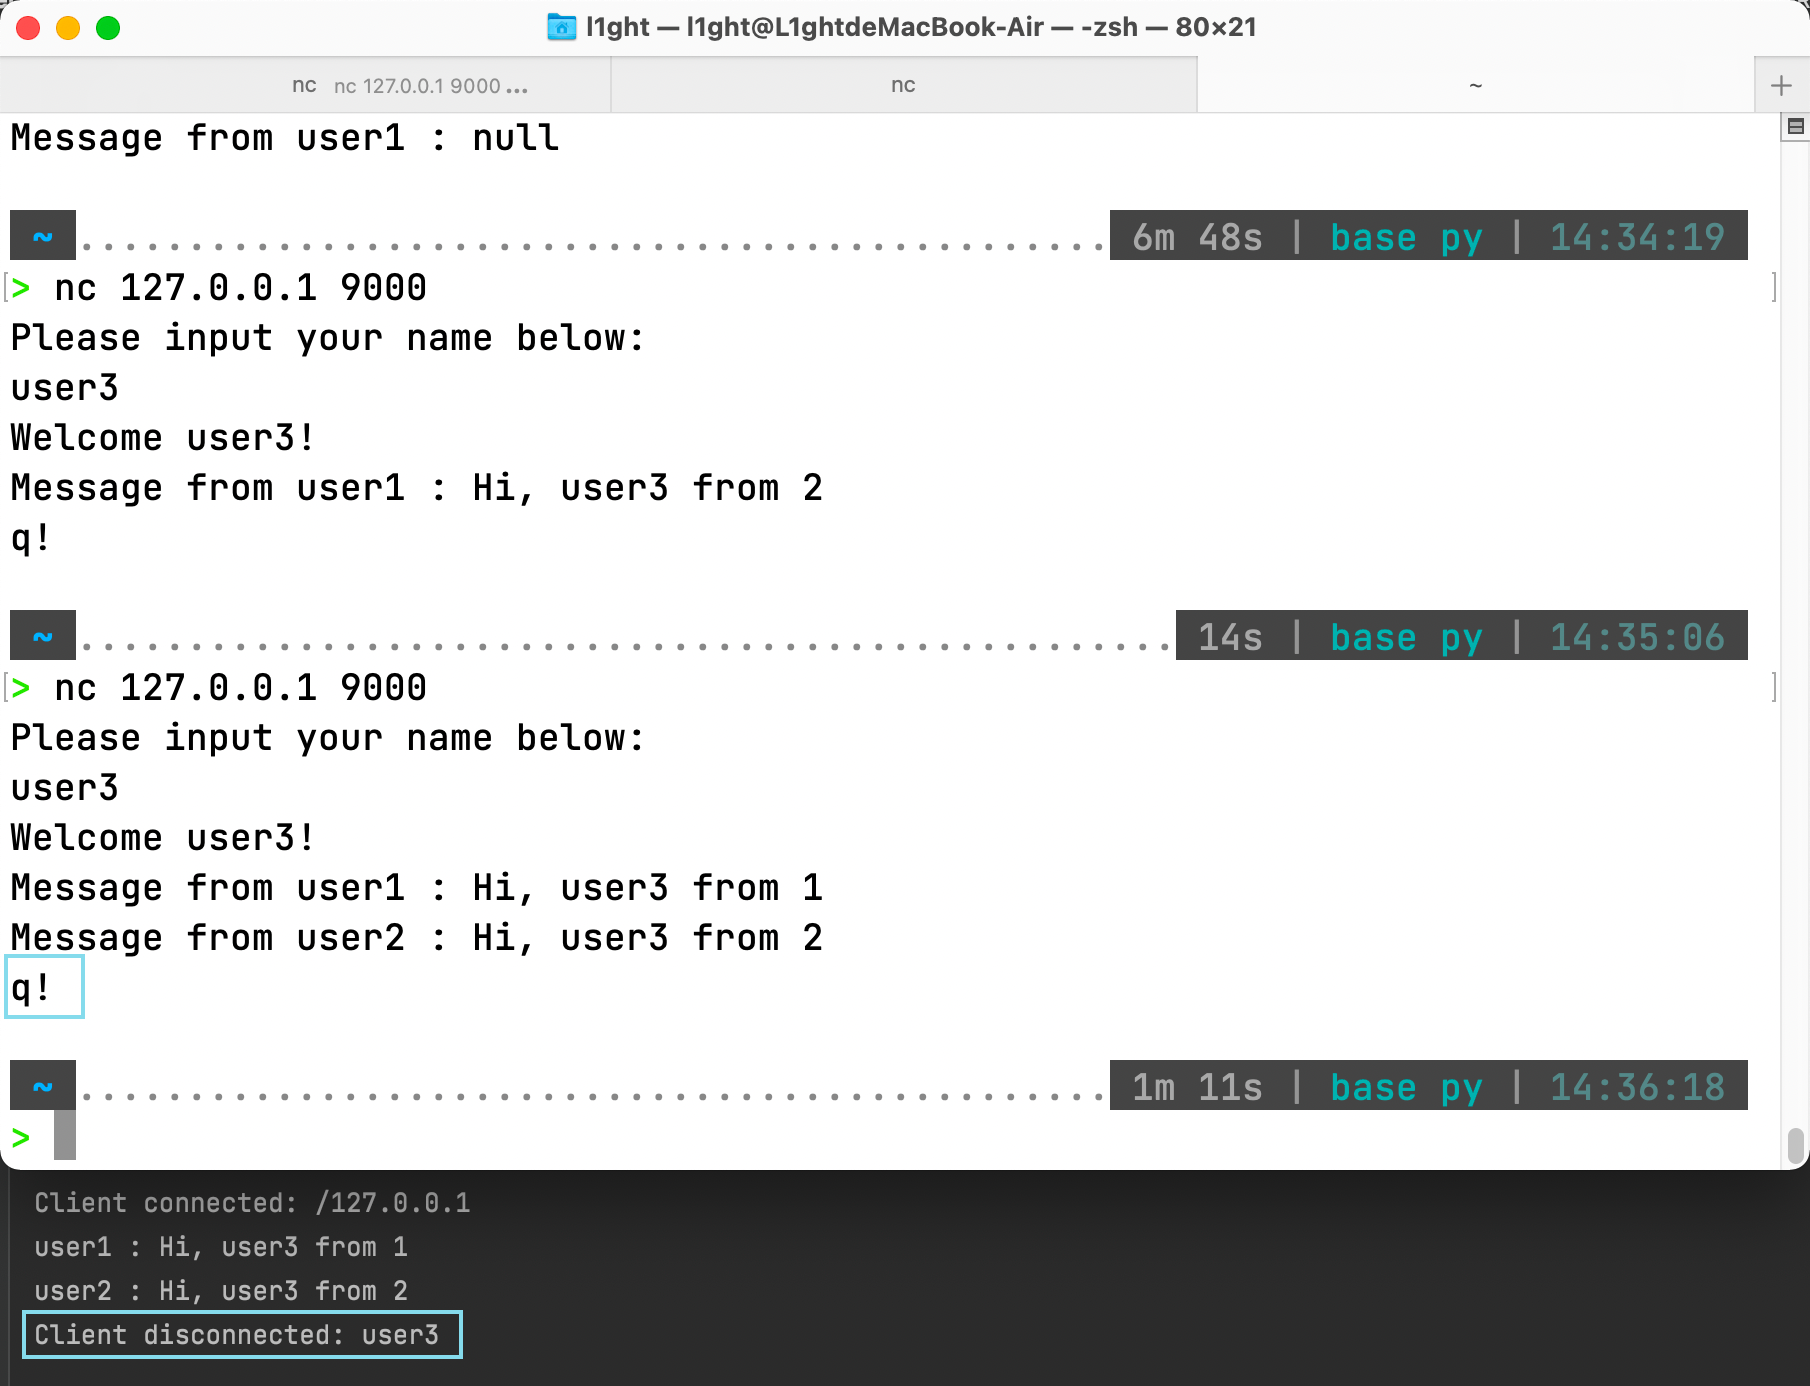 l1ght — l1ght@L1ghtdeMacBook-Air — -zsh — 80×21
nc nc 127.0.0.1 9000 ...
nc
~
+
Message from user1 : null
~ ............................................... 6m 48s | base py | 14:34:19
> nc 127.0.0.1 9000
Please input your name below:
user3
Welcome user3!
Message from user1 : Hi, user3 from 2
q!
~ .................................................. 14s | base py | 14:35:06
> nc 127.0.0.1 9000
Please input your name below:
user3
Welcome user3!
Message from user1 : Hi, user3 from 1
Message from user2 : Hi, user3 from 2
q!
~ ............................................... 1m 11s | base py | 14:36:18
>
Client connected: /127.0.0.1
user1 : Hi, user3 from 1
user2 : Hi, user3 from 2
Client disconnected: user3